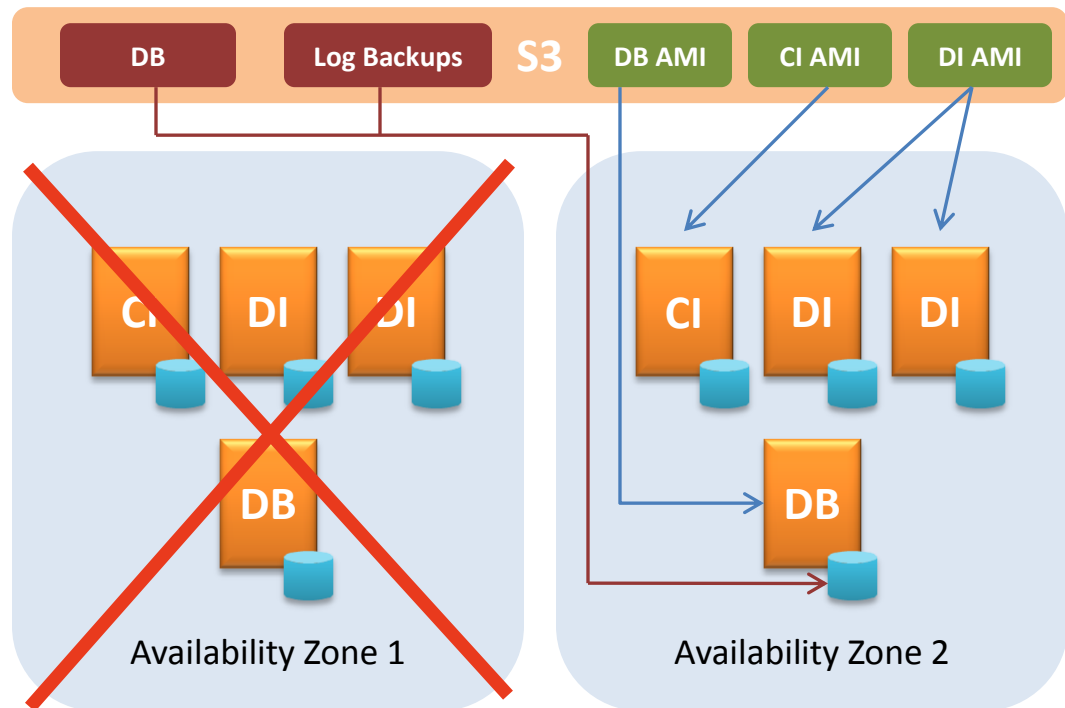 DB
Log Backups
S3
DB AMI
CI AMI
DI AMI
CI
DI
DI
DB
Availability Zone 1
CI
DI
DI
DB
Availability Zone 2